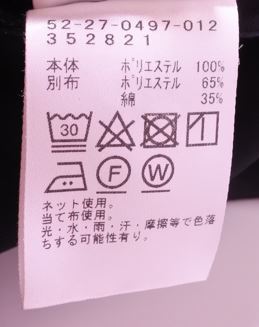 52-27-0497-012
352821
本体 ポリエステル 100%
別布 ポリエステル 65%
綿 35%
30
F W
ネット使用。
当て布使用。
光・水・雨・汗・摩擦等で色落
ちする可能性有り。